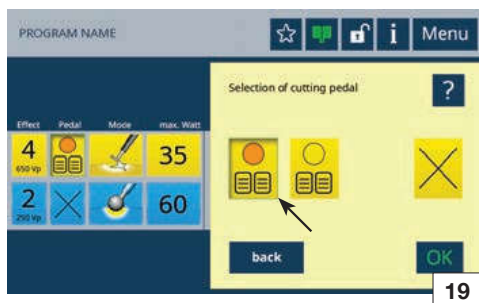 PROGRAM NAME
i Menu
Selection of cutting pedal ?
Effect Pedal Mode max. Watt
4 35
650 Vp
2 60
250 Vp
back OK
19